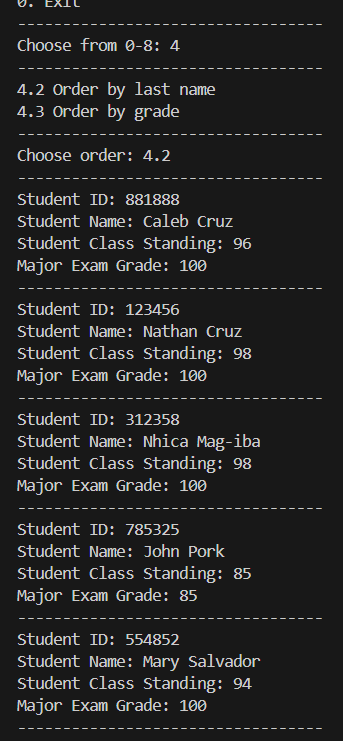 0. Exit
----------------------------------
Choose from 0-8: 4
----------------------------------
4.2 Order by last name
4.3 Order by grade
----------------------------------
Choose order: 4.2
----------------------------------
Student ID: 881888
Student Name: Caleb Cruz
Student Class Standing: 96
Major Exam Grade: 100
----------------------------------
Student ID: 123456
Student Name: Nathan Cruz
Student Class Standing: 98
Major Exam Grade: 100
----------------------------------
Student ID: 312358
Student Name: Nhica Mag-iba
Student Class Standing: 98
Major Exam Grade: 100
----------------------------------
Student ID: 785325
Student Name: John Pork
Student Class Standing: 85
Major Exam Grade: 85
----------------------------------
Student ID: 554852
Student Name: Mary Salvador
Student Class Standing: 94
Major Exam Grade: 100
----------------------------------